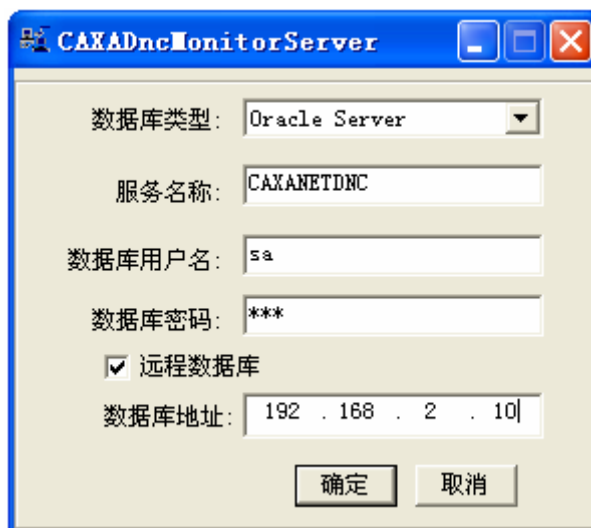 CAXADncMonitorServer
数据库类型: Oracle Server
服务名称: CAXANETDNC
数据库用户名: sa
数据库密码: ***
远程数据库
数据库地址: 192 . 168 . 2 . 10
确定 取消